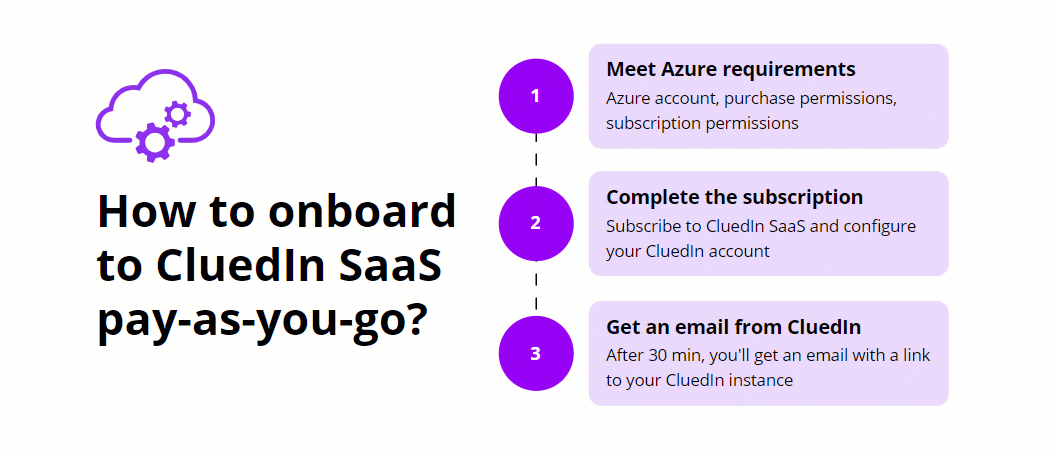 How to onboard
to CluedIn SaaS
pay-as-you-go?
1
Meet Azure requirements
Azure account, purchase permissions,
subscription permissions
2
Complete the subscription
Subscribe to CluedIn SaaS and configure
your CluedIn account
3
Get an email from CluedIn
After 30 min, you'll get an email with a link
to your CluedIn instance